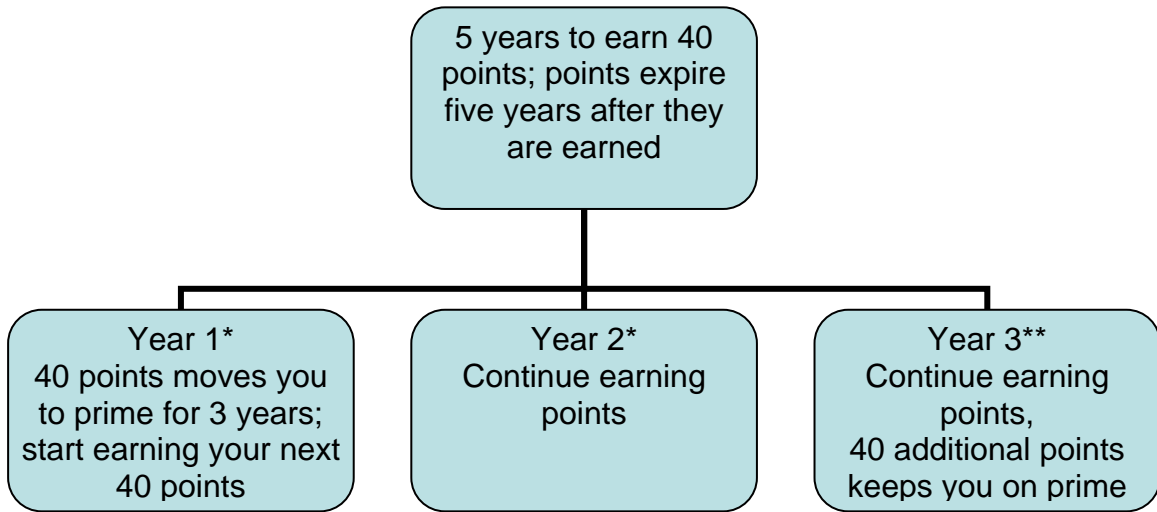 5 years to earn 40
points; points expire
five years after they
are earned
Year 1*
40 points moves you
to prime for 3 years;
start earning your next
40 points
Year 2*
Continue earning
points
Year 3**
Continue earning
points,
40 additional points
keeps you on prime